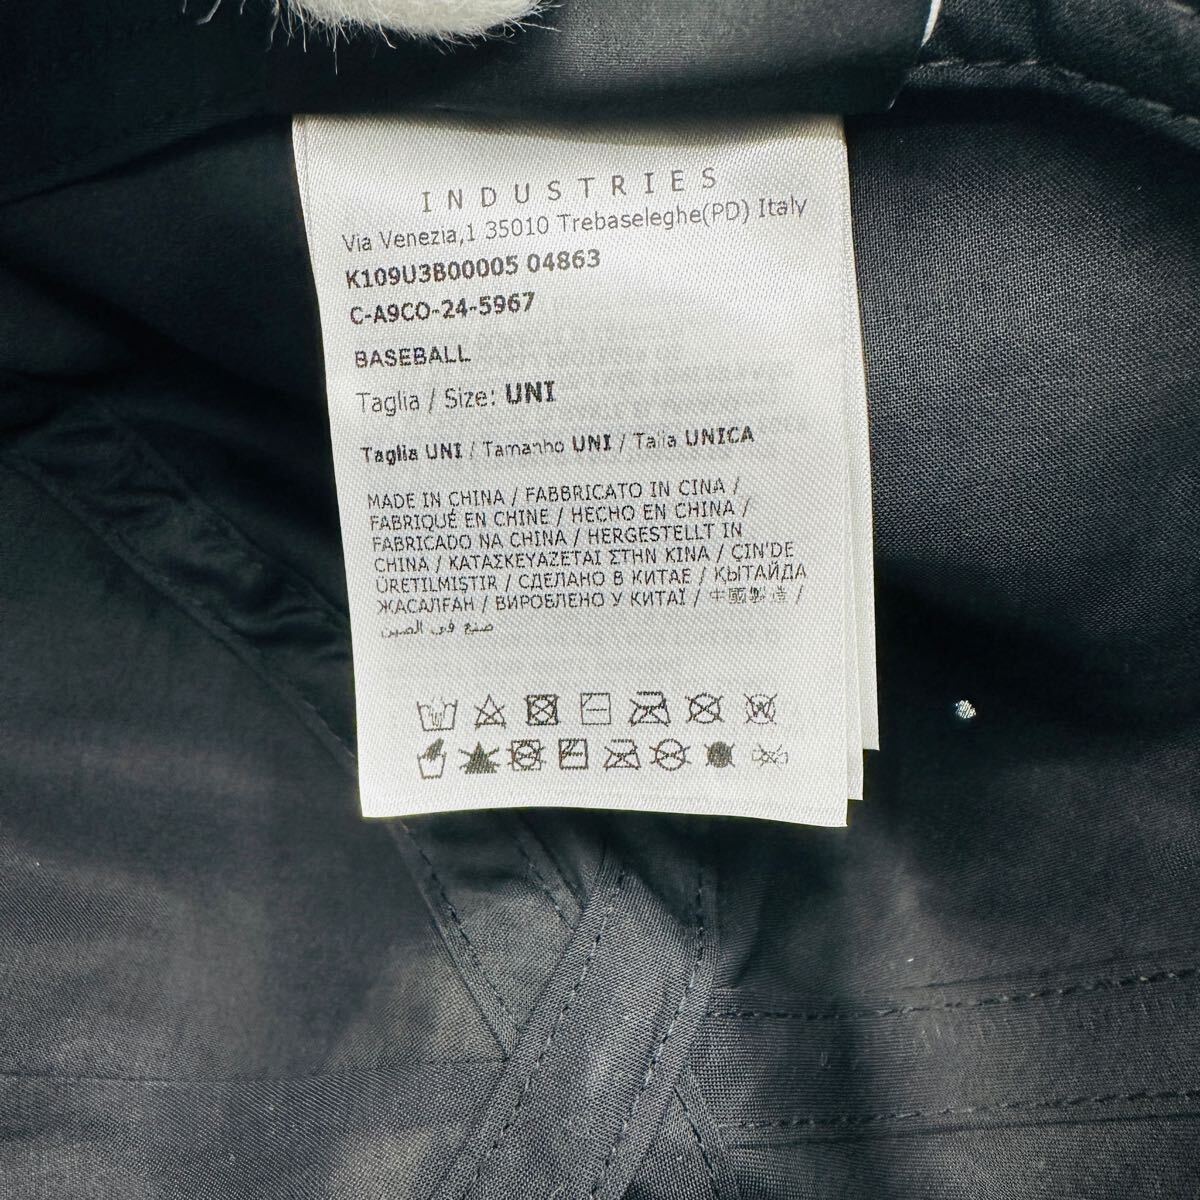 INDUSTRIES
Via Venezia,1 35010 Trebaseleghe(PD) Italy
K109U3B00005 04863
C-A9CO-24-5967
BASEBALL
Taglia / Size: UNI
Taglia UNI / Tamanho UNI / Talla UNICA
MADE IN CHINA / FABBRICATO IN CINA /
FABRIQUÉ EN CHINE / HECHO EN CHINA /
FABRICADO NA CHINA / HERGESTELLT IN
CHINA / ΚΑΤΑΣΚΕΥΑΖΕΤΑΙ ΣΤΗΝ ΚΙΝΑ / ÇIN'DE
ÜRETILMIŞTIR / СДЕЛАНО В КИТАЕ / ҚЫТАЙДА
ЖАСАЛҒАН / ВИРОБЛЕНО У КИТАЇ / 中國製造 /
صنع في الصين